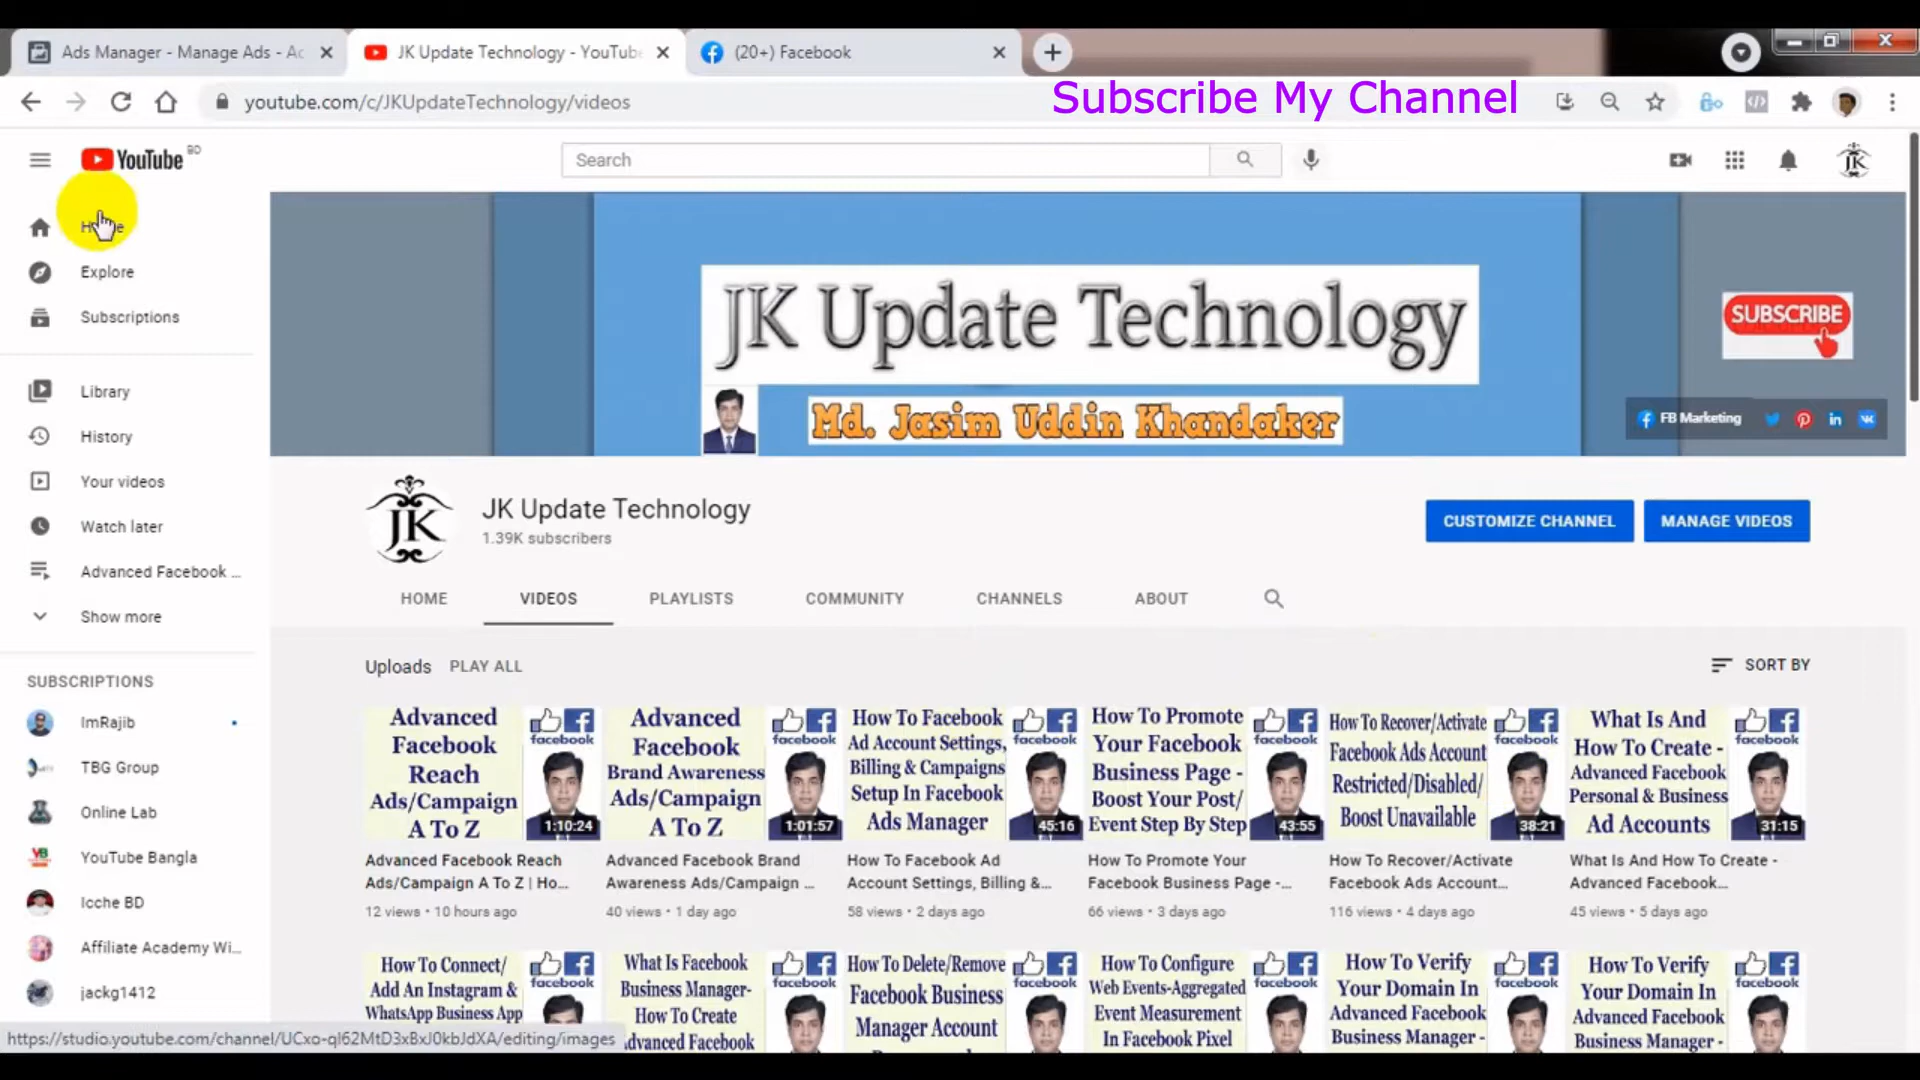 Ads Manager - Manage Ads - Ac
JK Update Technology - YouTub
(20+) Facebook
youtube.com/c/JKUpdateTechnology/videos
Subscribe My Channel
YouTube BD
Search
JK
Home
Explore
Subscriptions
Library
History
Your videos
Watch later
Advanced Facebook ...
Show more
SUBSCRIPTIONS
ImRajib
TBG Group
Online Lab
YouTube Bangla
Icche BD
Affiliate Academy Wi...
jackg1412
JK Update Technology
Md. Jasim Uddin Khandaker
SUBSCRIBE
FB Marketing
JK
JK Update Technology
1.39K subscribers
CUSTOMIZE CHANNEL
MANAGE VIDEOS
HOME
VIDEOS
PLAYLISTS
COMMUNITY
CHANNELS
ABOUT
Uploads
PLAY ALL
SORT BY
Advanced
Facebook
Reach
Ads/Campaign
A To Z
facebook
1:10:24
Advanced Facebook Reach
Ads/Campaign A To Z | Ho...
12 views • 10 hours ago
Advanced
Facebook
Brand Awareness
Ads/Campaign
A To Z
facebook
1:01:57
Advanced Facebook Brand
Awareness Ads/Campaign ...
40 views • 1 day ago
How To Facebook
Ad Account Settings,
Billing & Campaigns
Setup In Facebook
Ads Manager
facebook
45:16
How To Facebook Ad
Account Settings, Billing &...
58 views • 2 days ago
How To Promote
Your Facebook
Business Page -
Boost Your Post/
Event Step By Step
facebook
43:55
How To Promote Your
Facebook Business Page -...
66 views • 3 days ago
How To Recover/Activate
Facebook Ads Account
Restricted/Disabled/
Boost Unavailable
facebook
38:21
How To Recover/Activate
Facebook Ads Account...
116 views • 4 days ago
What Is And
How To Create -
Advanced Facebook
Personal & Business
Ad Accounts
facebook
31:15
What Is And How To Create -
Advanced Facebook...
45 views • 5 days ago
How To Connect/
Add An Instagram &
WhatsApp Business App
facebook
What Is Facebook
Business Manager-
How To Create
Advanced Facebook
facebook
How To Delete/Remove
Facebook Business
Manager Account
facebook
How To Configure
Web Events-Aggregated
Event Measurement
In Facebook Pixel
facebook
How To Verify
Your Domain In
Advanced Facebook
Business Manager -
facebook
How To Verify
Your Domain In
Advanced Facebook
Business Manager -
facebook
https://studio.youtube.com/channel/UCxo-ql62MtD3xBxJ0kbJdXA/editing/images